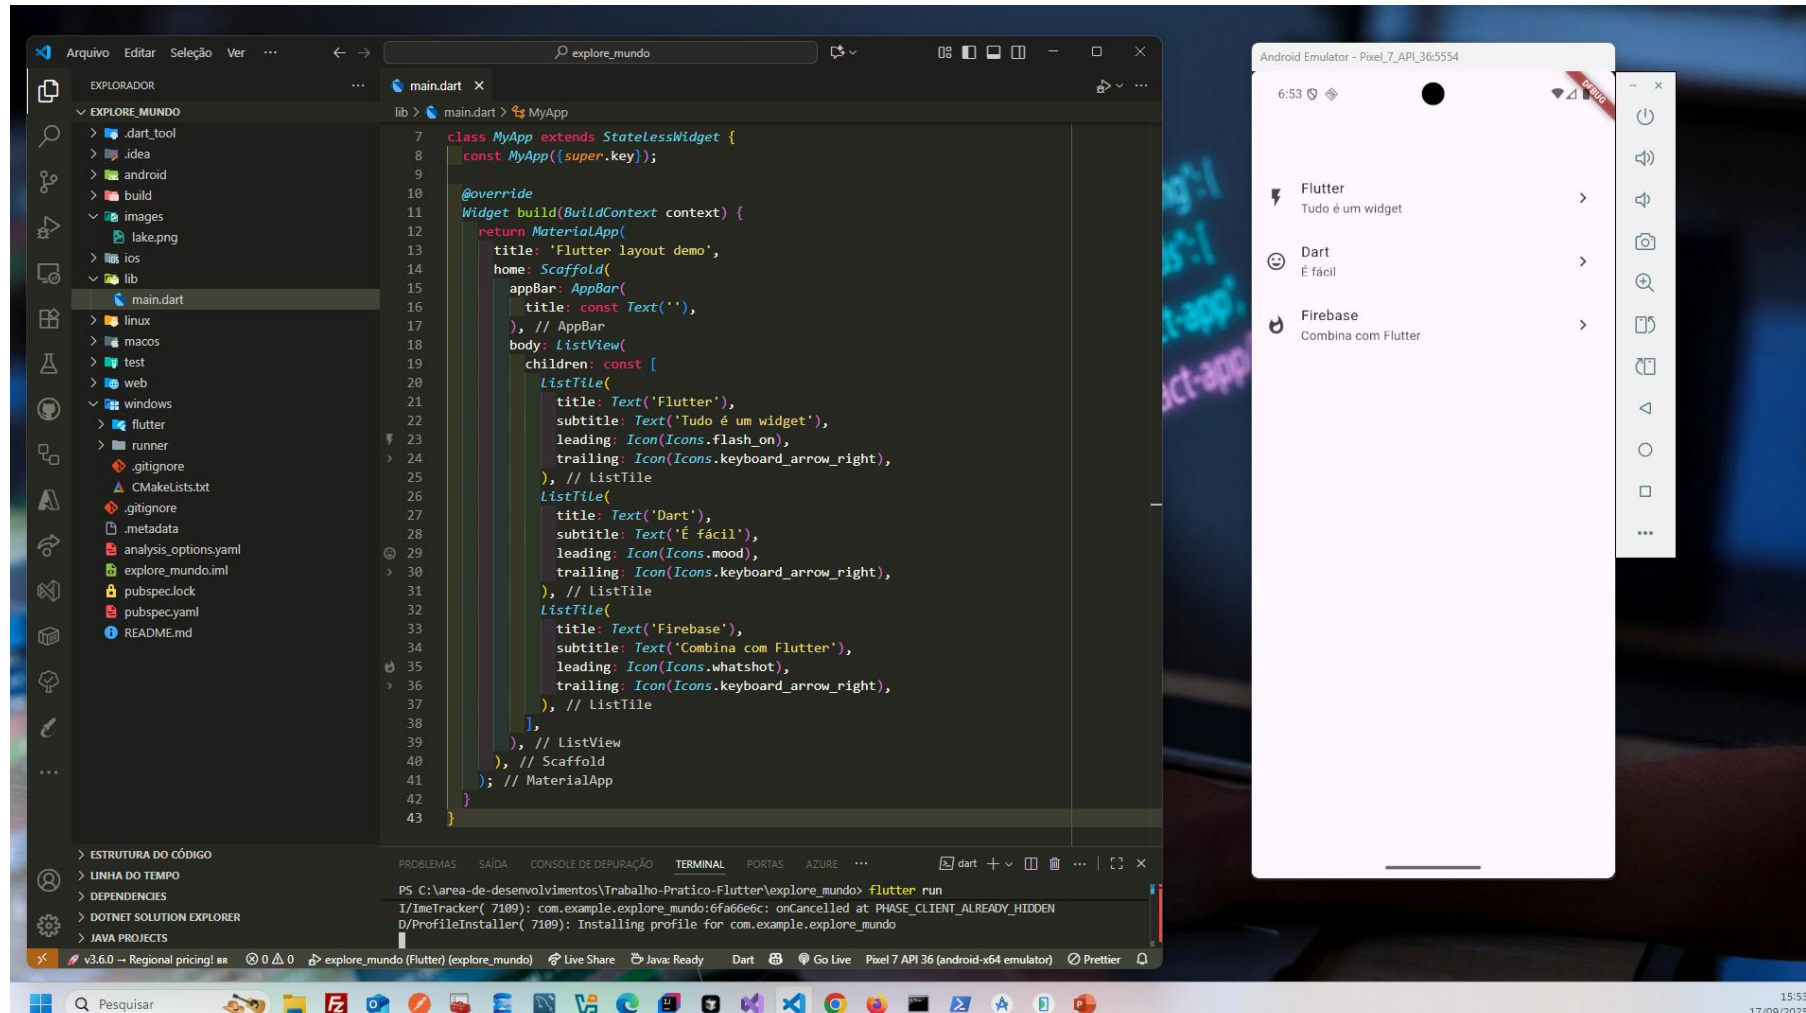 Arquivo Editar Seleção Ver ··· explore_mundo
EXPLORADOR ···
EXPLORE_MUNDO
.dart_tool
.idea
android
build
images
lake.png
ios
lib
main.dart
linux
macos
test
web
windows
flutter
runner
.gitignore
CMakeLists.txt
.gitignore
.metadata
analysis_options.yaml
explore_mundo.iml
pubspec.lock
pubspec.yaml
README.md
ESTRUTURA DO CÓDIGO
LINHA DO TEMPO
DEPENDENCIES
DOTNET SOLUTION EXPLORER
JAVA PROJECTS
main.dart
lib > main.dart > MyApp
7 class MyApp extends StatelessWidget {
8 const MyApp({super.key});
9
10 @override
11 Widget build(BuildContext context) {
12 return MaterialApp(
13 title: 'Flutter layout demo',
14 home: Scaffold(
15 appBar: AppBar(
16 title: const Text(''),
17 ), // AppBar
18 body: ListView(
19 children: const [
20 ListTile(
21 title: Text('Flutter'),
22 subtitle: Text('Tudo é um widget'),
23 leading: Icon(Icons.flash_on),
24 trailing: Icon(Icons.keyboard_arrow_right),
25 ), // ListTile
26 ListTile(
27 title: Text('Dart'),
28 subtitle: Text('É fácil'),
29 leading: Icon(Icons.mood),
30 trailing: Icon(Icons.keyboard_arrow_right),
31 ), // ListTile
32 ListTile(
33 title: Text('Firebase'),
34 subtitle: Text('Combina com Flutter'),
35 leading: Icon(Icons.whatshot),
36 trailing: Icon(Icons.keyboard_arrow_right),
37 ), // ListTile
38 ],
39 ), // ListView
40 ), // Scaffold
41 ); // MaterialApp
42 }
43 }
PROBLEMAS SAÍDA CONSOLE DE DEPURAÇÃO TERMINAL PORTAS AZURE ··· dart
PS C:\area-de-desenvolvimentos\Trabalho-Pratico-Flutter\explore_mundo> flutter run
I/ImeTracker( 7109): com.example.explore_mundo:6fa66e6c: onCancelled at PHASE_CLIENT_ALREADY_HIDDEN
D/ProfileInstaller( 7109): Installing profile for com.example.explore_mundo
v3.6.0 → Regional pricing! BR 0 0 explore_mundo (Flutter) (explore_mundo) Live Share Java: Ready Dart Go Live Pixel 7 API 36 (android-x64 emulator) Prettier
Android Emulator - Pixel_7_API_36:5554
6:53
DEBUG
Flutter
Tudo é um widget
Dart
É fácil
Firebase
Combina com Flutter
Pesquisar
15:53